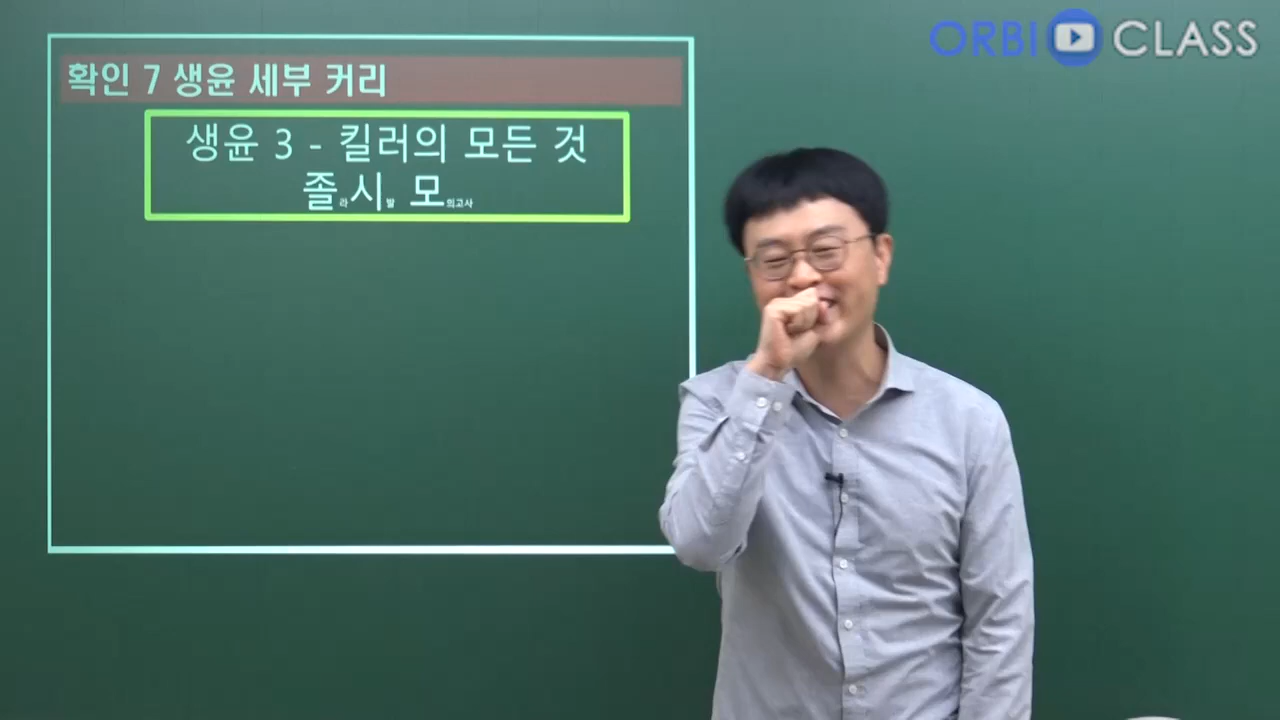 ORBI CLASS
확인 7 생윤 세부 커리
생윤 3 - 킬러의 모든 것
졸라시발 모의고사